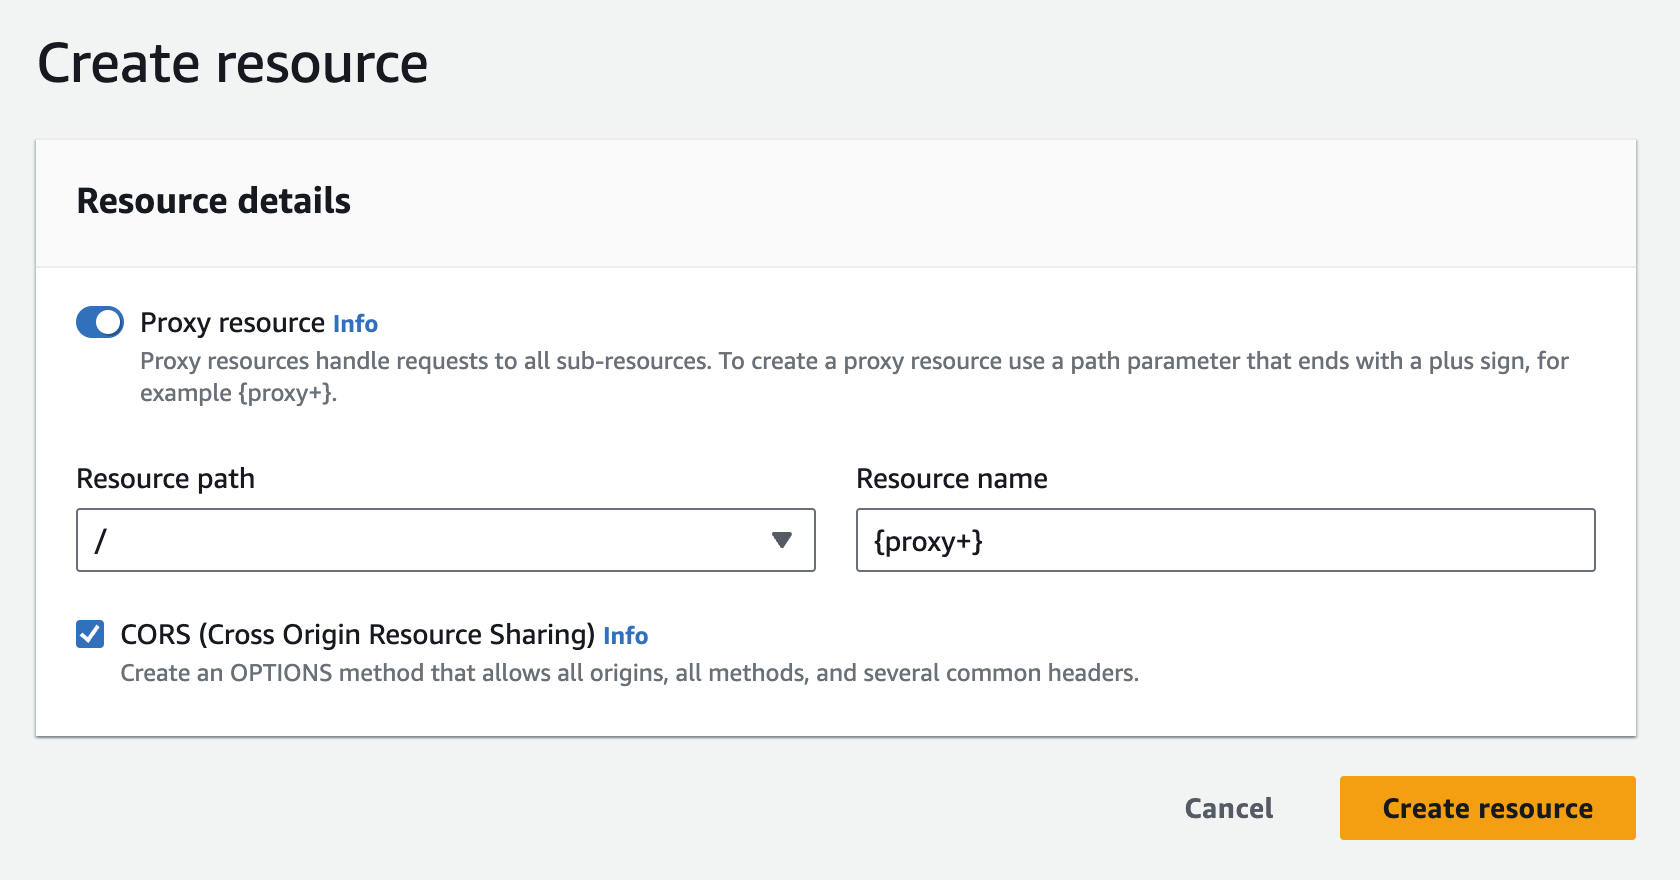 Create resource
Resource details
Proxy resource Info
Proxy resources handle requests to all sub-resources. To create a proxy resource use a path parameter that ends with a plus sign, for
example {proxy+}.
Resource path
Resource name
/
{proxy+}
CORS (Cross Origin Resource Sharing) Info
Create an OPTIONS method that allows all origins, all methods, and several common headers.
Cancel
Create resource